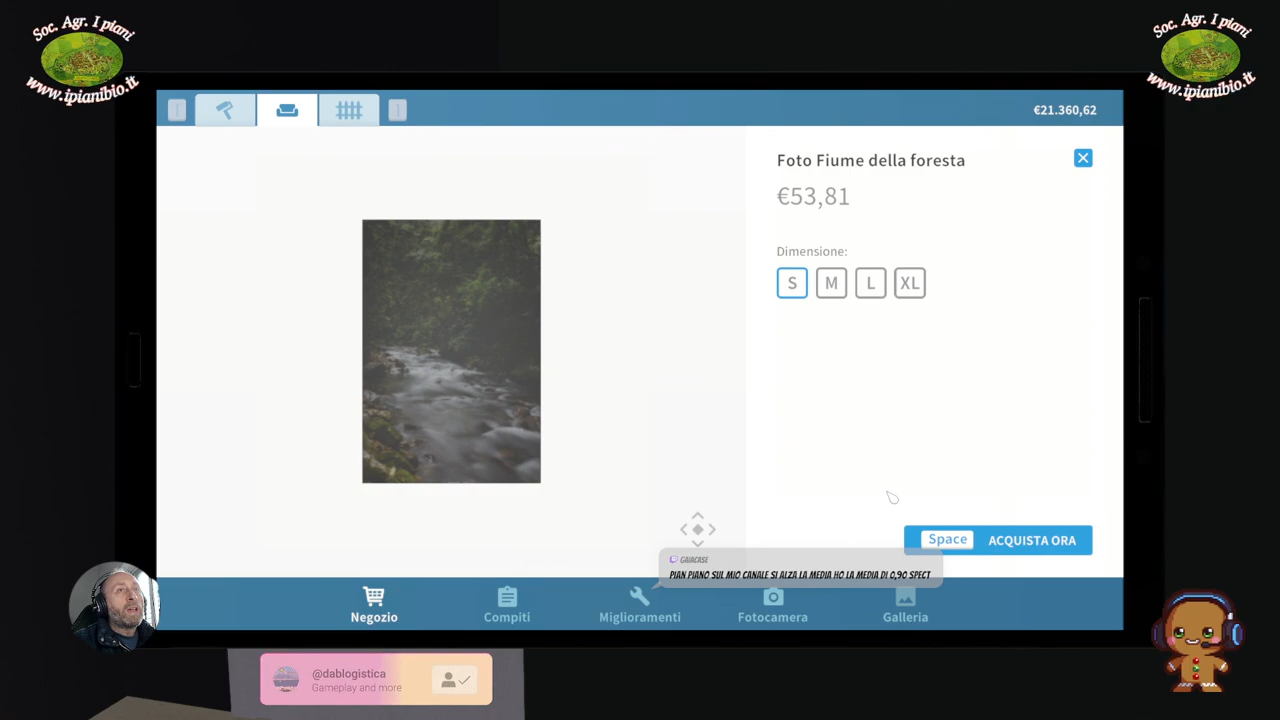 Soc. Agr. I piani
www.ipianibio.it
Soc. Agr. I piani
www.ipianibio.it
€21.360,62
Foto Fiume della foresta
€53,81
Dimensione:
S M L XL
Space ACQUISTA ORA
GAIACASE
PIAN PIANO SUL MIO CANALE SI ALZA LA MEDIA HO LA MEDIA DI 0,90 SPECT
Negozio Compiti Miglioramenti Fotocamera Galleria
@dablogistica
Gameplay and more